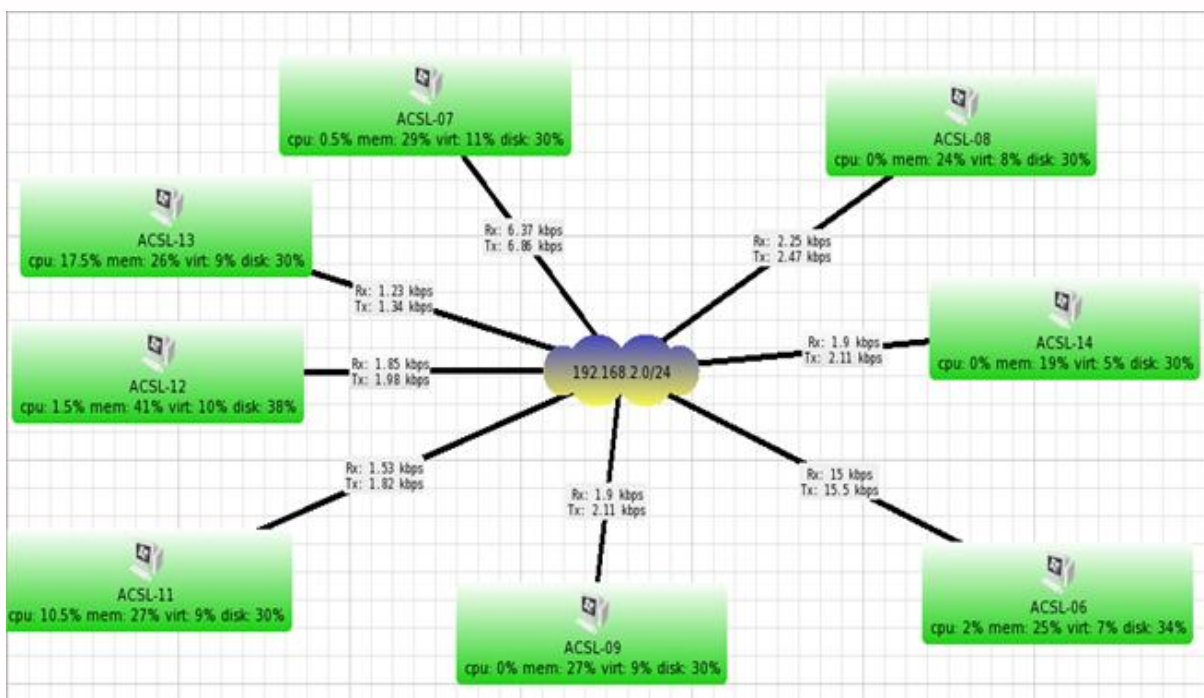 ACSL-07
cpu: 0.5% mem: 29% virt: 11% disk: 30%
ACSL-08
cpu: 0% mem: 24% virt: 8% disk: 30%
ACSL-13
cpu: 17.5% mem: 26% virt: 9% disk: 30%
Rx: 6.37 kbps
Tx: 6.86 kbps
Rx: 2.25 kbps
Tx: 2.47 kbps
Rx: 1.23 kbps
Tx: 1.34 kbps
ACSL-14
cpu: 0% mem: 19% virt: 5% disk: 30%
Rx: 1.9 kbps
Tx: 2.11 kbps
ACSL-12
cpu: 1.5% mem: 41% virt: 10% disk: 38%
Rx: 1.85 kbps
Tx: 1.98 kbps
192.168.2.0/24
Rx: 1.53 kbps
Tx: 1.82 kbps
Rx: 1.9 kbps
Tx: 2.11 kbps
Rx: 15 kbps
Tx: 15.5 kbps
ACSL-11
cpu: 10.5% mem: 27% virt: 9% disk: 30%
ACSL-09
cpu: 0% mem: 27% virt: 9% disk: 30%
ACSL-06
cpu: 2% mem: 25% virt: 7% disk: 34%